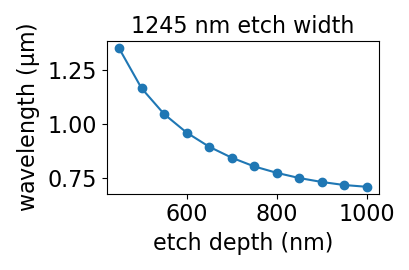 1245 nm etch width
wavelength (μm)
1.25
1.00
0.75
600
800
1000
etch depth (nm)